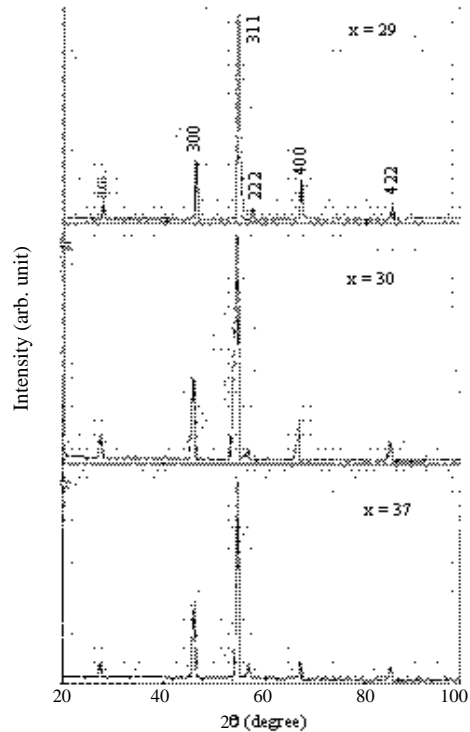 311
x = 29
300
400
222
422
x = 30
Intensity (arb. unit)
x = 37
20 40 60 80 100
2θ (degree)